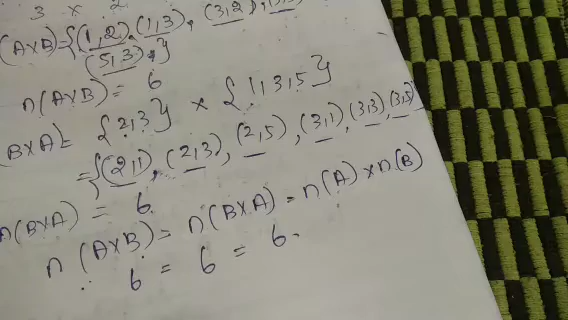 3 × 2
(A×B)={(1,2),(1,3),(3,2),
(5,3),}
n(A×B)= 6
B×A)= {2,3} × {1,3,5}
={(2,1),(2,3),(2,5),(3,1),(3,3),(3,5)
n(B×A) = 6
n(A×B)= n(B×A)= n(A)×n(B)
∴ 6 = 6 = 6.